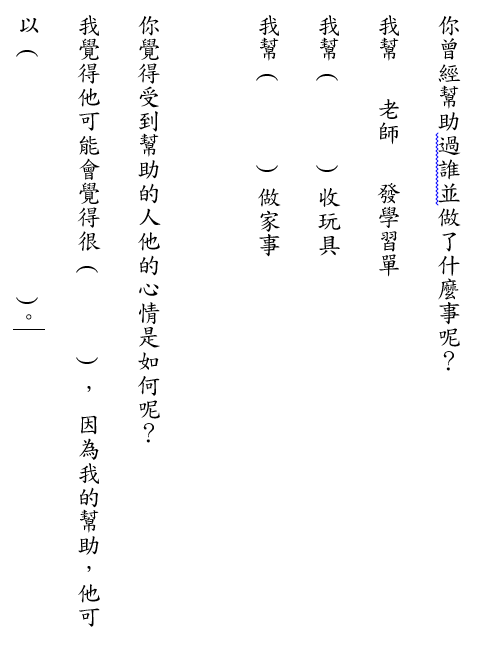 你曾經幫助過誰並做了什麼事呢？
我幫　老師　發學習單
我幫（　　　）收玩具
我幫（　　　）做家事
你覺得受到幫助的人他的心情是如何呢？
我覺得他可能會覺得很（　　　），因為我的幫助，他可
以（　　　　　　　　　　）。